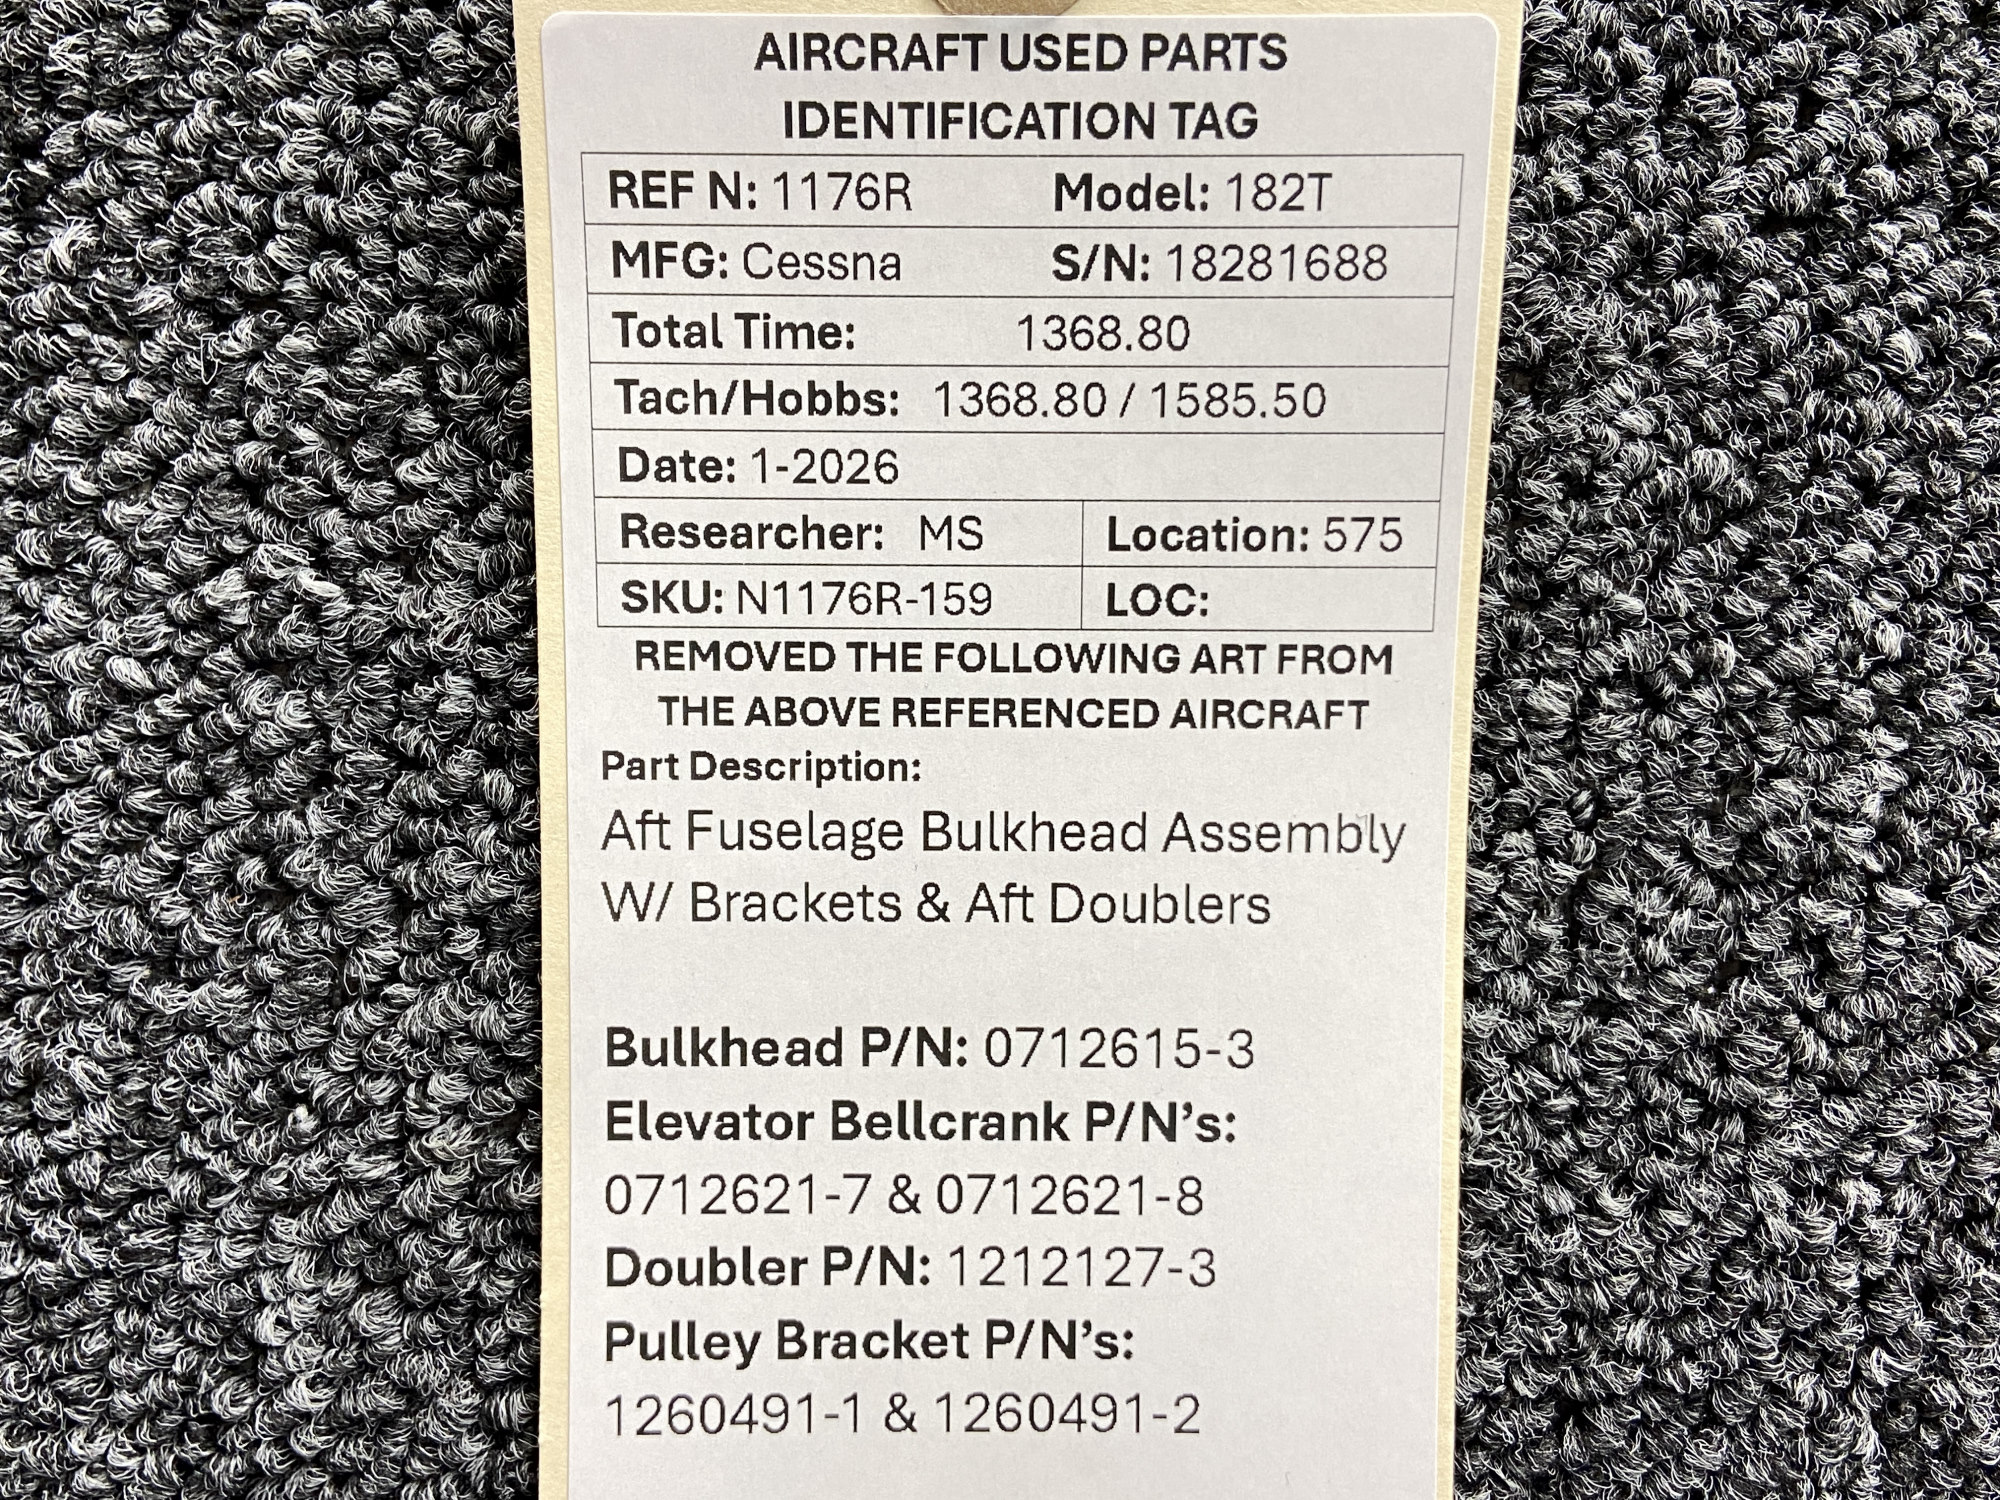 AIRCRAFT USED PARTS
IDENTIFICATION TAG
REF N: 1176R Model: 182T
MFG: Cessna S/N: 18281688
Total Time: 1368.80
Tach/Hobbs: 1368.80 / 1585.50
Date: 1-2026
Researcher: MS Location: 575
SKU: N1176R-159 LOC:
REMOVED THE FOLLOWING ART FROM
THE ABOVE REFERENCED AIRCRAFT
Part Description:
Aft Fuselage Bulkhead Assembly
W/ Brackets & Aft Doublers
Bulkhead P/N: 0712615-3
Elevator Bellcrank P/N’s:
0712621-7 & 0712621-8
Doubler P/N: 1212127-3
Pulley Bracket P/N’s:
1260491-1 & 1260491-2